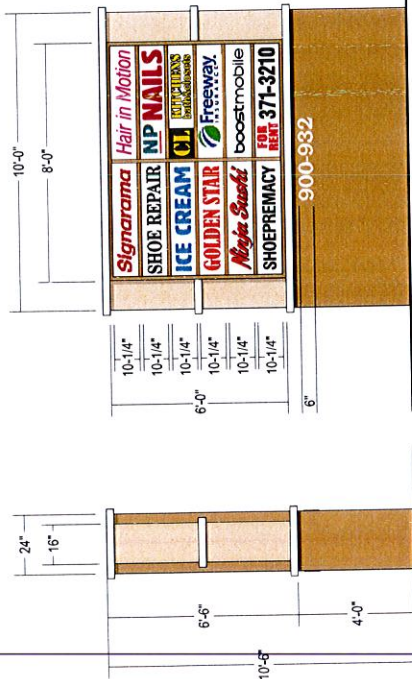 10'-0"
8'-0"
Signarama
Hair in Motion
SHOE REPAIR
NP NAILS
ICE CREAM
CL KITCHENS
bath&closets
GOLDEN STAR
Freeway
INSURANCE
Ninja Sushi
boostmobile
SHOEPREMACY
FOR RENT 371-3210
900-932
10-1/4"
10-1/4"
10-1/4"
10-1/4"
10-1/4"
10-1/4"
6'-0"
6"
24"
16"
6'-6"
4'-0"
10'-6"